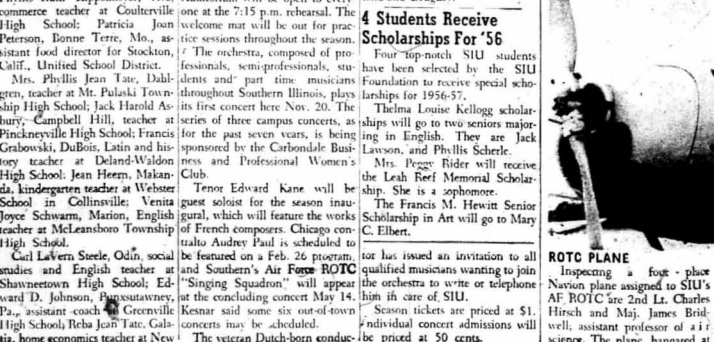 commerce teacher at Coulterville
High School; Patricia Joan
Peterson, Bonne Terre, Mo., as-
sistant food director for Stockton,
Calif., Unified School District.
Mrs. Phyllis Jean Tate, Dahl-
gren, teacher at Mt. Pulaski Town-
ship High School; Jack Harold As-
bury, Campbell Hill, teacher at
Pinckneyville High School; Francis
Grabowski, DuBois, Latin and his-
tory teacher at Deland-Waldon
High School; Jean Heern, Makan-
da, kindergarten teacher at Webster
School in Collinsville; Venita
Joyce Schwarm, Marion, English
teacher at McLeansboro Township
High School.
Carl LaVern Steele, Odin, social
studies and English teacher at
Shawneetown High School; Ed-
ward D. Johnson, Punxsutawney,
Pa., assistant coach Greenville
High School; Reba Jean Tate, Gala-
tia, home economics teacher at New
one at the 7:15 p.m. rehearsal. The
welcome mat will be out for prac-
tice sessions throughout the season.
The orchestra, composed of pro-
fessionals, semi-professionals, stu-
dents and part time musicians
throughout Southern Illinois, plays
its first concert here Nov. 20. The
series of three campus concerts, as
for the past seven years, is being
sponsored by the Carbondale Busi-
ness and Professional Women's
Club.
Tenor Edward Kane will be
guest soloist for the season inau-
gural, which will feature the works
of French composers. Chicago con-
tralto Audrey Paul is scheduled to
be featured on a Feb. 26 program,
and Southern's Air Force ROTC
"Singing Squadron" will appear
at the concluding concert May 14.
Kesnar said some six out-of-town
concerts may be scheduled.
The veteran Dutch-born conduc-
4 Students Receive
Scholarships For '56
Four top-notch SIU students
have been selected by the SIU
Foundation to receive special scho-
larships for 1956-57.
Thelma Louise Kellogg scholar-
ships will go to two seniors major-
ing in English. They are Jack
Lawson, and Phyllis Scherle.
Mrs. Peggy Rider will receive
the Leah Reef Memorial Scholar-
ship. She is a sophomore.
The Francis M. Hewitt Senior
Scholarship in Art will go to Mary
C. Elbert.
tor has issued an invitation to all
qualified musicians wanting to join
the orchestra to write or telephone
him in care of SIU.
Season tickets are priced at $1.
Individual concert admissions will
be priced at 50 cents.
ROTC PLANE
Inspecting a four-place
Navion plane assigned to SIU's
AF ROTC are 2nd Lt. Charles
Hirsch and Maj. James Brid-
well, assistant professor of air
science. The plane, hangared at